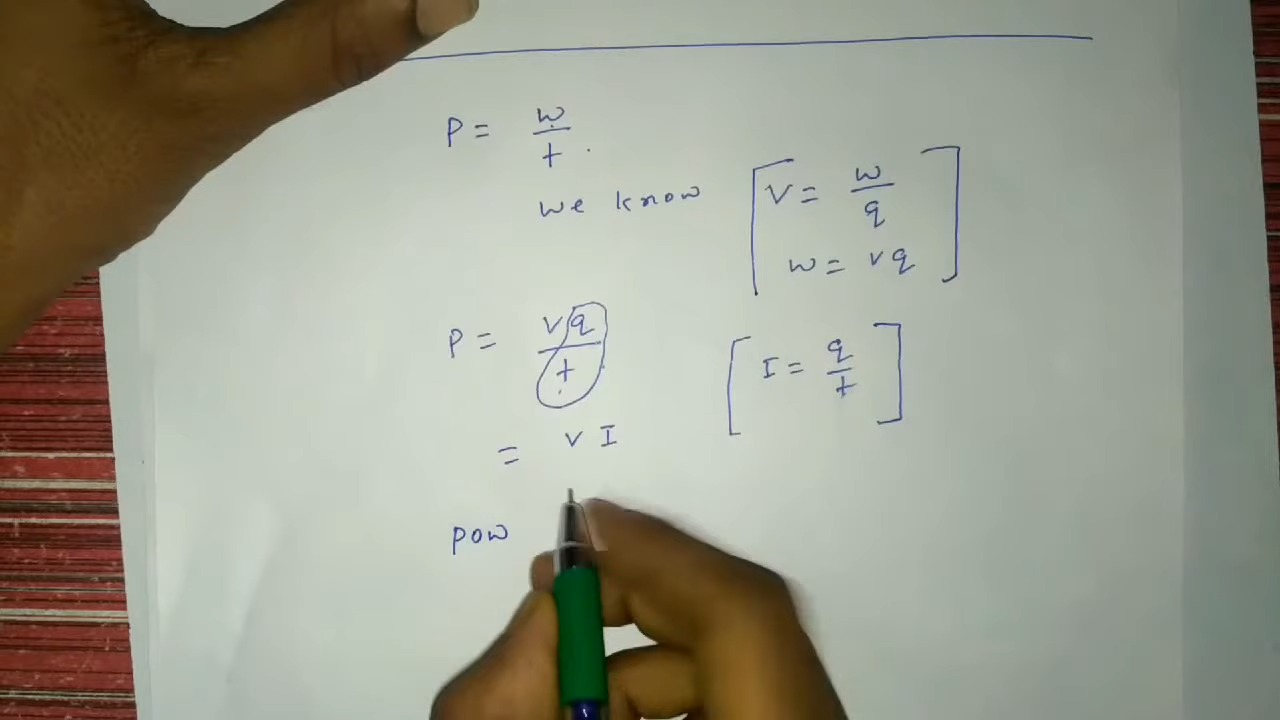 P = w/t .
we know
[ V = w/q
w = vq ]
P = vq/t
[ I = q/t ]
= v I
pow